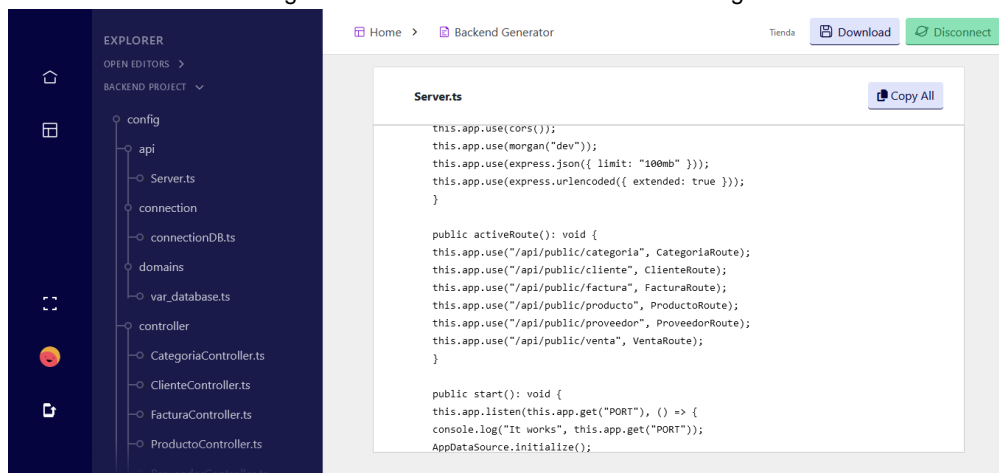 EXPLORER
OPEN EDITORS
BACKEND PROJECT
config
api
Server.ts
connection
connectionDB.ts
domains
var_database.ts
controller
CategoriaController.ts
ClienteController.ts
FacturaController.ts
ProductoController.ts
Home > Backend Generator
Tienda
Download
Disconnect
Server.ts
Copy All
this.app.use(cors());
this.app.use(morgan("dev"));
this.app.use(express.json({ limit: "100mb" }));
this.app.use(express.urlencoded({ extended: true }));
}
public activeRoute(): void {
this.app.use("/api/public/categoria", CategoriaRoute);
this.app.use("/api/public/cliente", ClienteRoute);
this.app.use("/api/public/factura", FacturaRoute);
this.app.use("/api/public/producto", ProductoRoute);
this.app.use("/api/public/proveedor", ProveedorRoute);
this.app.use("/api/public/venta", VentaRoute);
}
public start(): void {
this.app.listen(this.app.get("PORT"), () => {
console.log("It works", this.app.get("PORT"));
AppDataSource.initialize();